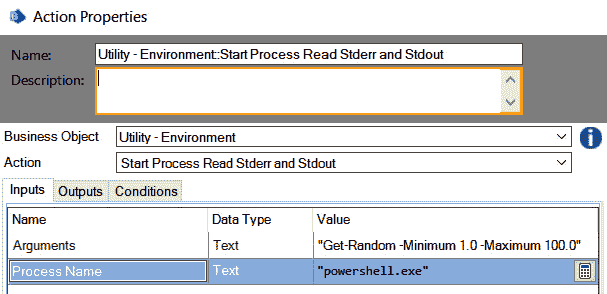 Action Properties
Name: Utility - Environment::Start Process Read Stderr and Stdout
Description:
Business Object Utility - Environment
Action Start Process Read Stderr and Stdout
Inputs Outputs Conditions
Name Data Type Value
Arguments Text "Get-Random -Minimum 1.0 -Maximum 100.0"
Process Name Text "powershell.exe"